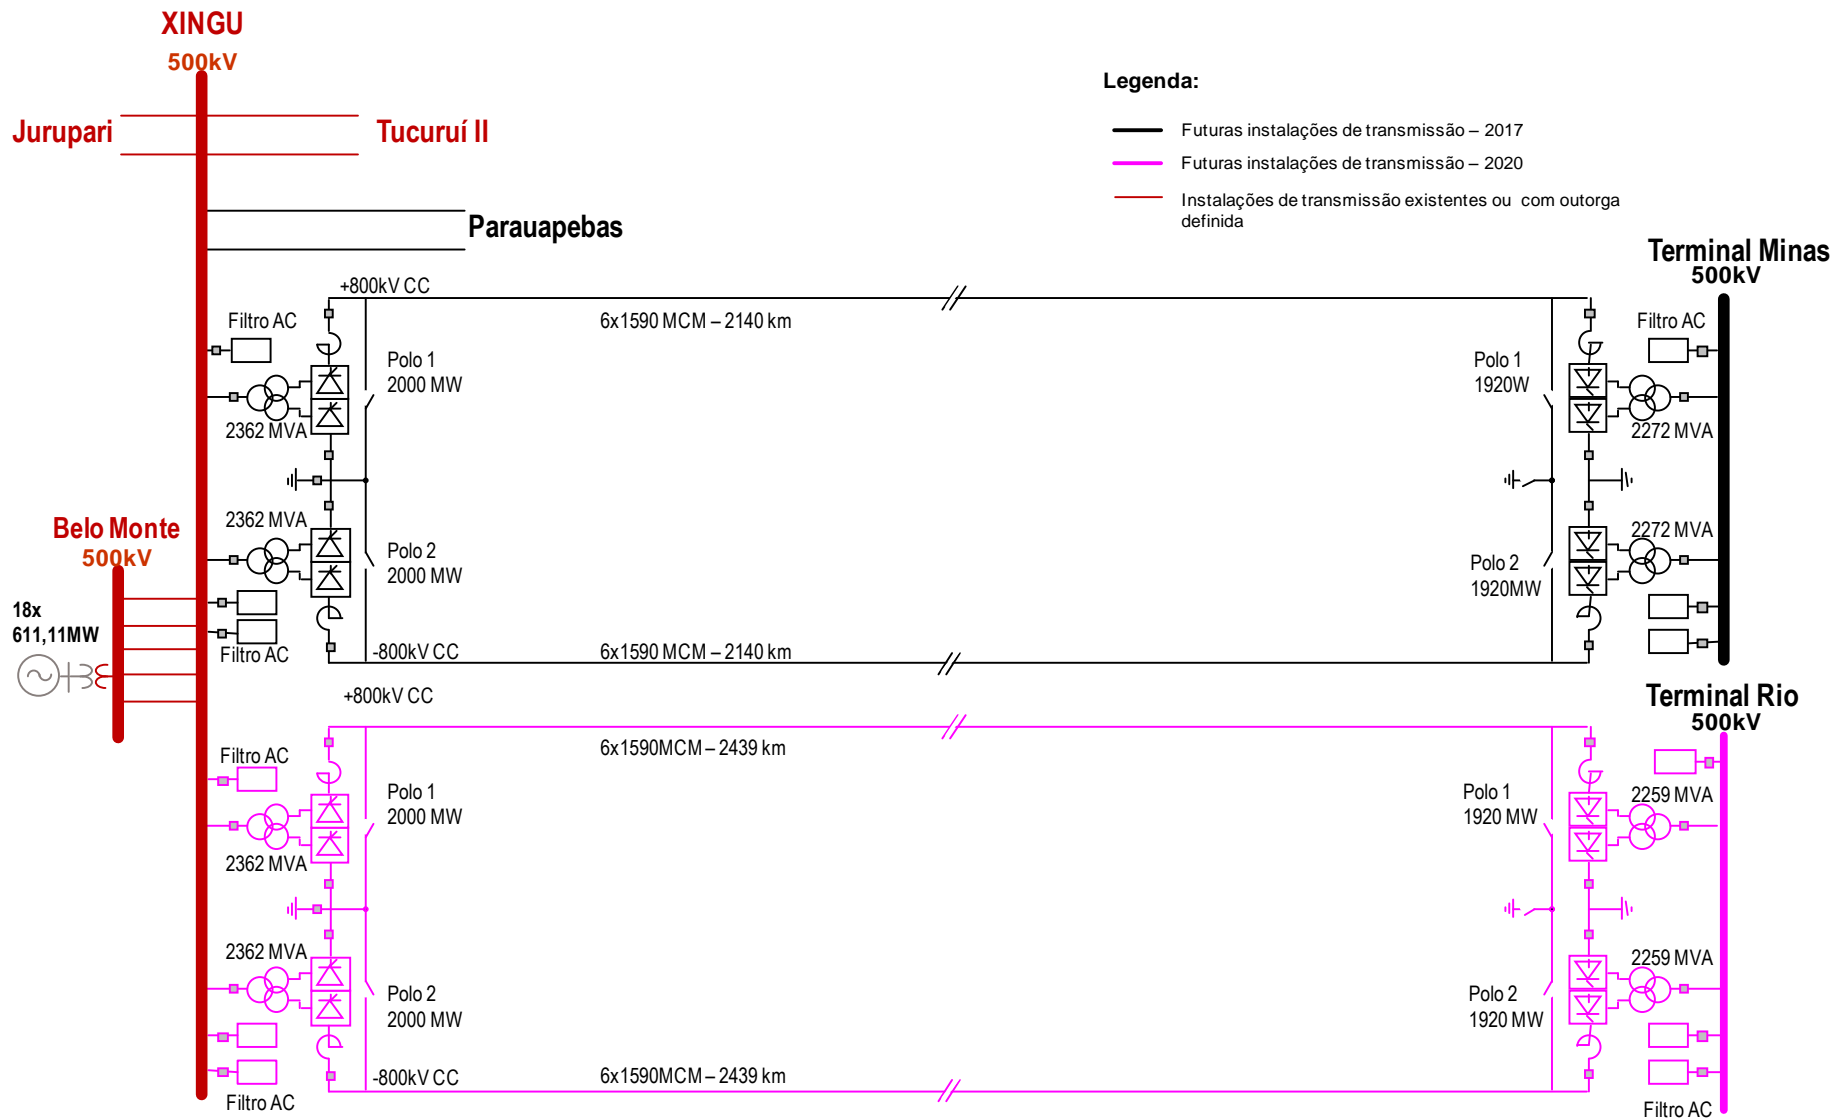 XINGU
500kV
Jurupari
Tucuruí II
Parauapebas
Legenda:
Futuras instalações de transmissão – 2017
Futuras instalações de transmissão – 2020
Instalações de transmissão existentes ou com outorga
definida
Terminal Minas
500kV
+800kV CC
6x1590 MCM – 2140 km
Filtro AC
Polo 1
2000 MW
2362 MVA
Polo 1
1920W
Filtro AC
2272 MVA
2362 MVA
Polo 2
2000 MW
Polo 2
1920MW
2272 MVA
Belo Monte
500kV
18x
611,11MW
Filtro AC
-800kV CC
6x1590 MCM – 2140 km
+800kV CC
6x1590MCM – 2439 km
Terminal Rio
500kV
Filtro AC
Polo 1
2000 MW
2362 MVA
Polo 1
1920 MW
2259 MVA
2362 MVA
Polo 2
2000 MW
Polo 2
1920 MW
2259 MVA
-800kV CC
6x1590MCM – 2439 km
Filtro AC
Filtro AC